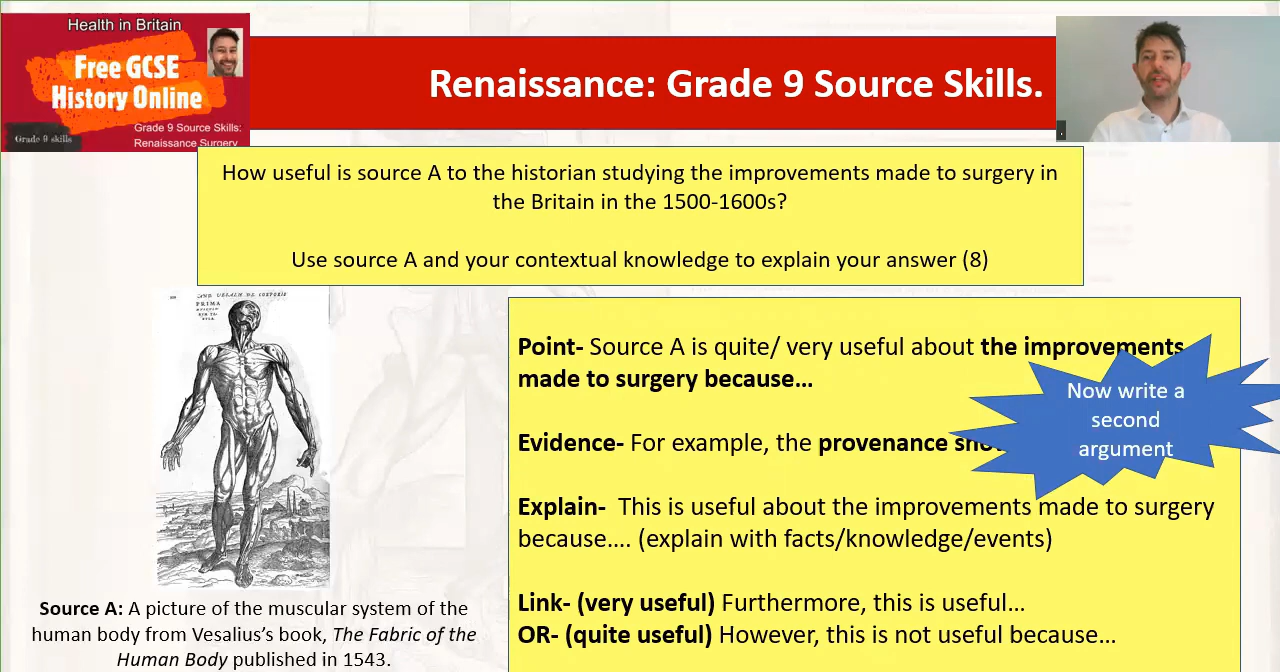 Health in Britain
Free GCSE
History Online
Grade 9 skills
Grade 9 Source Skills:
Renaissance Surgery
Renaissance: Grade 9 Source Skills.
How useful is source A to the historian studying the improvements made to surgery in
the Britain in the 1500-1600s?
Use source A and your contextual knowledge to explain your answer (8)
PRIMA
Source A: A picture of the muscular system of the
human body from Vesalius's book, The Fabric of the
Human Body published in 1543.
Point- Source A is quite/ very useful about the improvements
made to surgery because...
Evidence- For example, the provenance
Explain- This is useful about the improvements made to surgery
because.... (explain with facts/knowledge/events)
Link- (very useful) Furthermore, this is useful...
OR- (quite useful) However, this is not useful because...
Now write a
second
argument